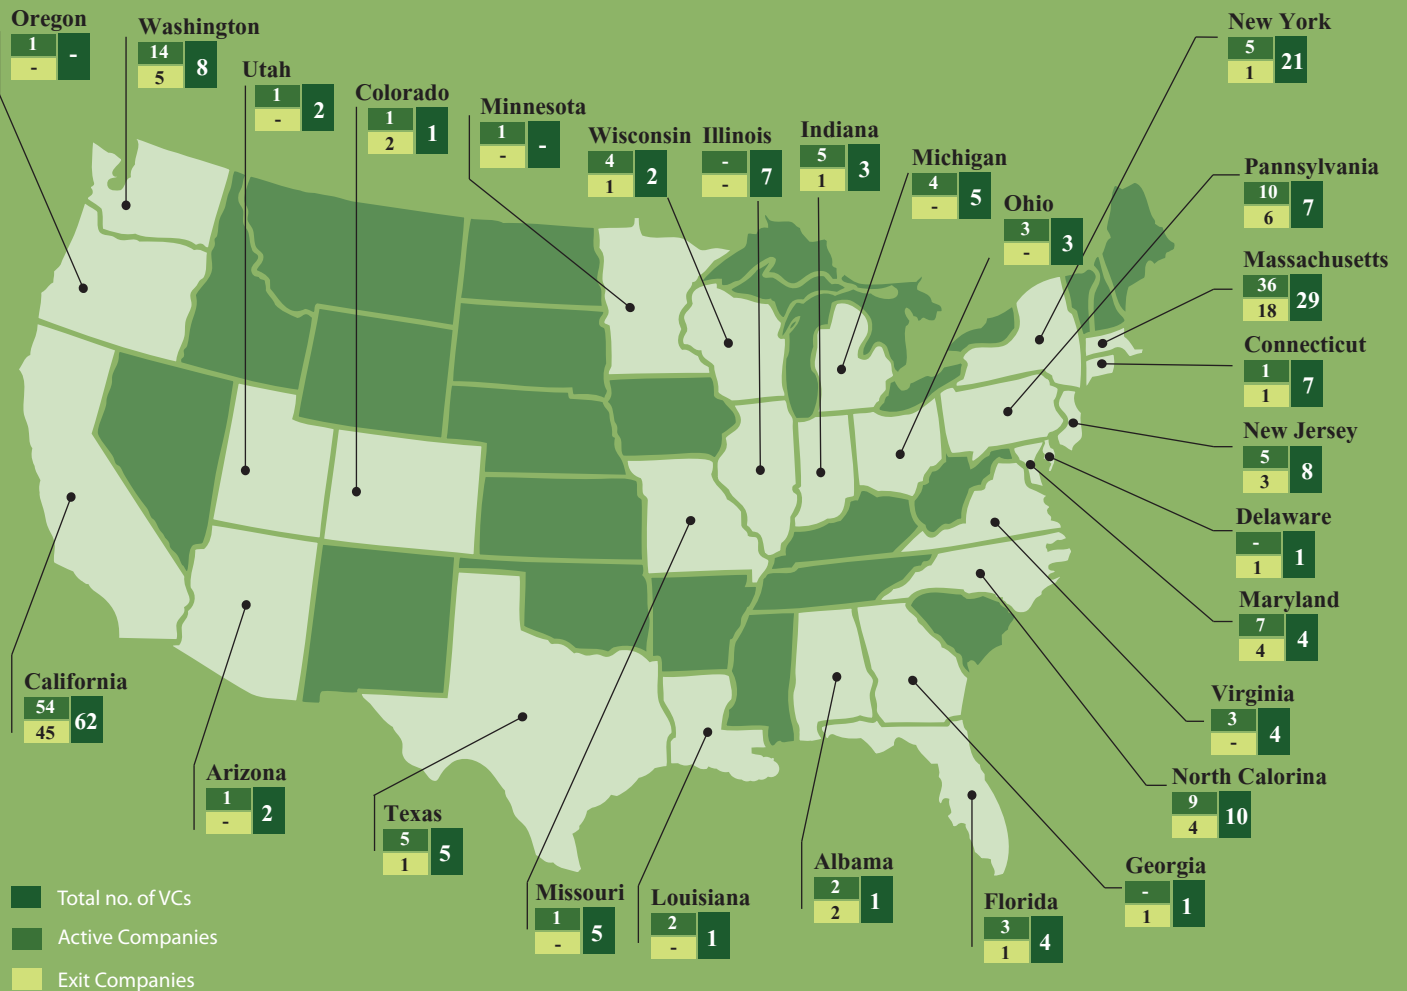 Oregon
1
-
-
Washington
14
5
8
Utah
1
-
2
Colorado
1
2
1
Minnesota
1
-
-
Wisconsin
4
1
2
Illinois
-
-
7
Indiana
5
1
3
Michigan
4
-
5
Ohio
3
-
3
New York
5
1
21
Pannsylvania
10
6
7
Massachusetts
36
18
29
Connecticut
1
1
7
New Jersey
5
3
8
Delaware
-
1
1
Maryland
7
4
4
Virginia
3
-
4
North Calorina
9
4
10
Georgia
-
1
1
Florida
3
1
4
Albama
2
2
1
Louisiana
2
-
1
Missouri
1
-
5
Texas
5
1
5
Arizona
1
-
2
California
54
45
62
Total no. of VCs
Active Companies
Exit Companies